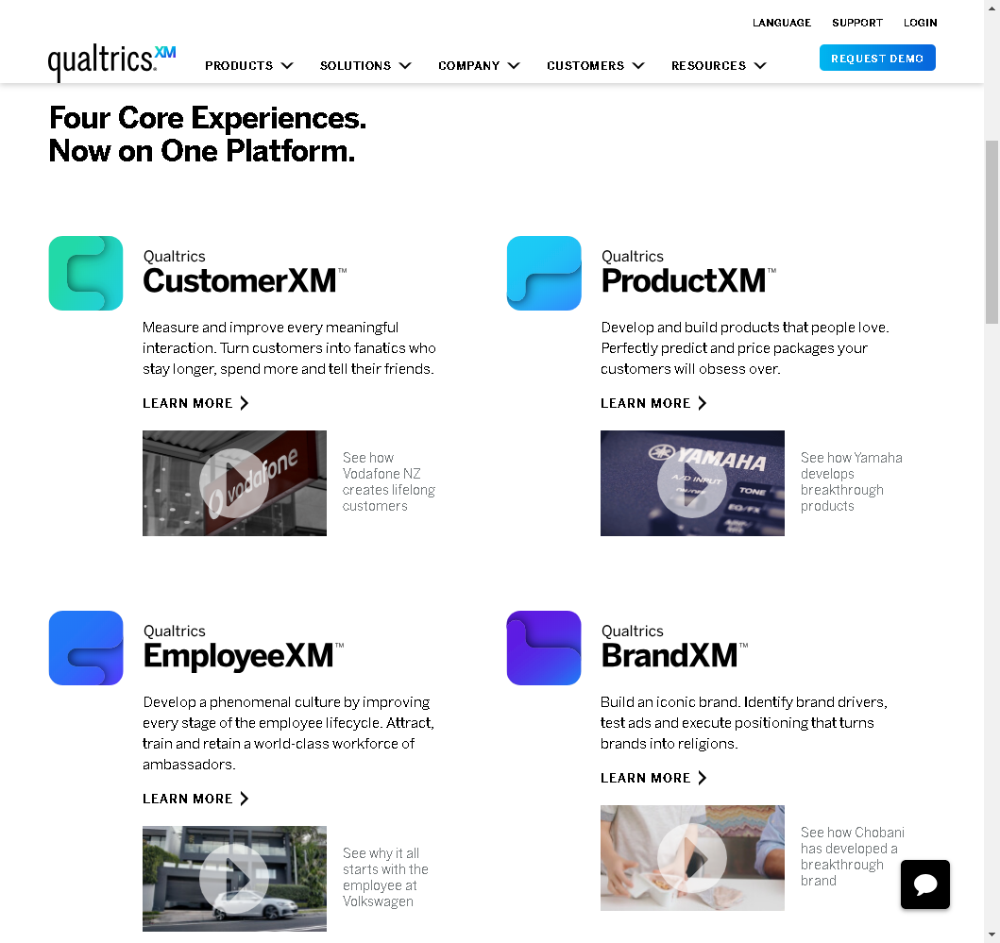 LANGUAGE SUPPORT LOGIN
qualtrics.XM
PRODUCTS SOLUTIONS COMPANY CUSTOMERS RESOURCES REQUEST DEMO
Four Core Experiences.
Now on One Platform.
Qualtrics
CustomerXM™
Measure and improve every meaningful
interaction. Turn customers into fanatics who
stay longer, spend more and tell their friends.
LEARN MORE
vodafone
See how
Vodafone NZ
creates lifelong
customers
Qualtrics
ProductXM™
Develop and build products that people love.
Perfectly predict and price packages your
customers will obsess over.
LEARN MORE
YAMAHA
A/D INPUT
TONE
EQ/FX
See how Yamaha
develops
breakthrough
products
Qualtrics
EmployeeXM™
Develop a phenomenal culture by improving
every stage of the employee lifecycle. Attract,
train and retain a world-class workforce of
ambassadors.
LEARN MORE
See why it all
starts with the
employee at
Volkswagen
Qualtrics
BrandXM™
Build an iconic brand. Identify brand drivers,
test ads and execute positioning that turns
brands into religions.
LEARN MORE
See how Chobani
has developed a
breakthrough
brand